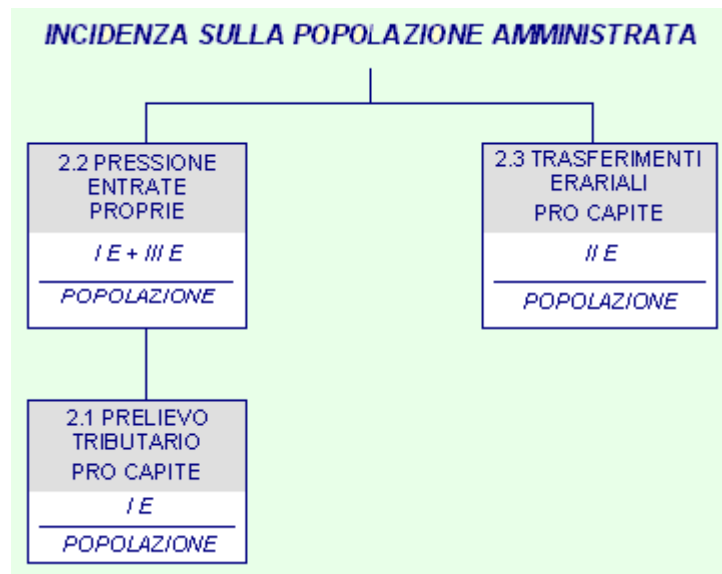 INCIDENZA SULLA POPOLAZIONE AMMINISTRATA
2.2 PRESSIONE
ENTRATE
PROPRIE
I E + III E
POPOLAZIONE
2.3 TRASFERIMENTI
ERARIALI
PRO CAPITE
II E
POPOLAZIONE
2.1 PRELIEVO
TRIBUTARIO
PRO CAPITE
I E
POPOLAZIONE